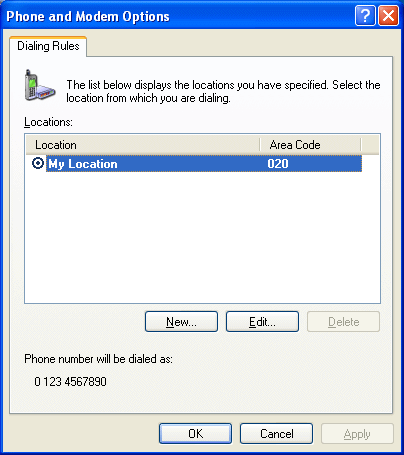 Phone and Modem Options
Dialing Rules
The list below displays the locations you have specified. Select the
location from which you are dialing.
Locations:
Location Area Code
My Location 020
New... Edit... Delete
Phone number will be dialed as:
0 123 4567890
OK Cancel Apply